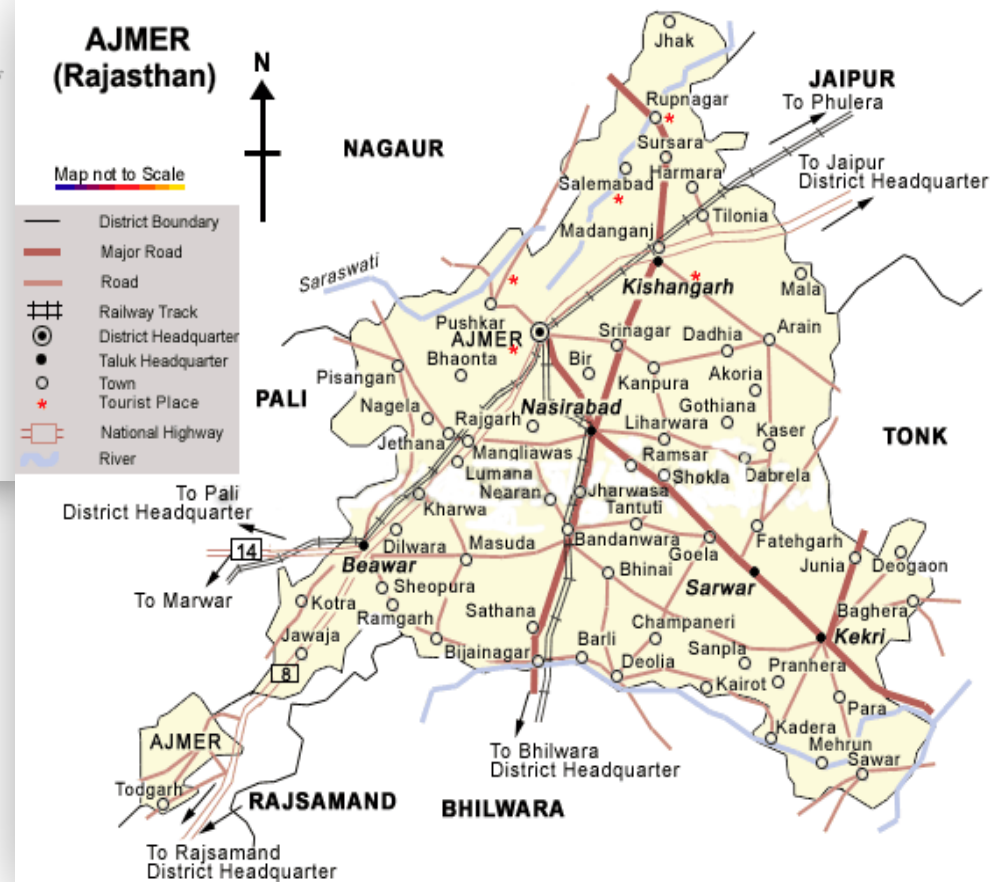 AJMER
(Rajasthan)
N
Map not to Scale
District Boundary
Major Road
Road
Railway Track
District Headquarter
Taluk Headquarter
Town
Tourist Place
National Highway
River
NAGAUR
JAIPUR
To Phulera
To Jaipur
District Headquarter
Jhak
Rupnagar
Sursara
Salemabad
Harmara
Tilonia
Madanganj
Kishangarh
Mala
Saraswati
Pushkar
AJMER
Srinagar
Dadhia
Arain
Bhaonta
Bir
Pisangan
Kanpura
Akoria
PALI
Nasirabad
Gothiana
Nagela
Rajgarh
Liharwara
Kaser
TONK
Jethana
Mangliawas
Ramsar
Lumana
Shokla
Dabrela
Nearan
Jharwasa
Kharwa
Tantuti
To Pali
District Headquarter
14
Dilwara
Masuda
Bandanwara
Goela
Fatehgarh
Beawar
Bhinai
Junia
Deogaon
To Marwar
Sheopura
Sarwar
Kotra
Ramgarh
Sathana
Champaneri
Baghera
Kekri
Jawaja
Bijainagar
Barli
Sanpla
Deolia
Pranhera
8
Kairot
Para
AJMER
Kadera
To Bhilwara
District Headquarter
Mehrun
Sawar
Todgarh
RAJSAMAND
BHILWARA
To Rajsamand
District Headquarter